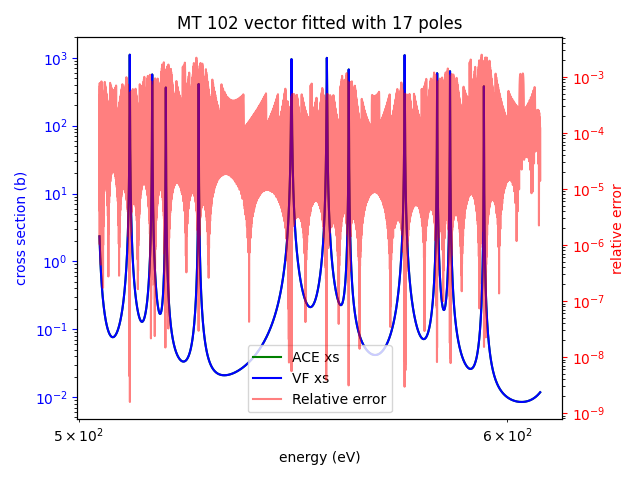 MT 102 vector fitted with 17 poles
10³
10²
10¹
10⁰
10⁻¹
10⁻²
cross section (b)
10⁻³
10⁻⁴
10⁻⁵
10⁻⁶
10⁻⁷
10⁻⁸
10⁻⁹
relative error
ACE xs
VF xs
Relative error
5 × 10²
6 × 10²
energy (eV)